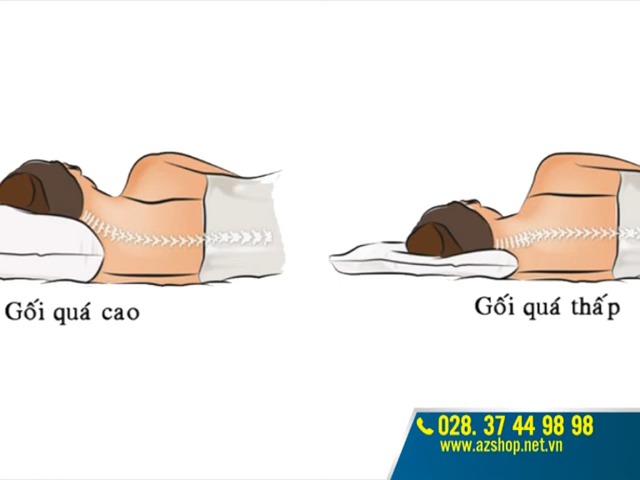 Gối quá cao
Gối quá thấp
028. 37 44 98 98
www.azshop.net.vn